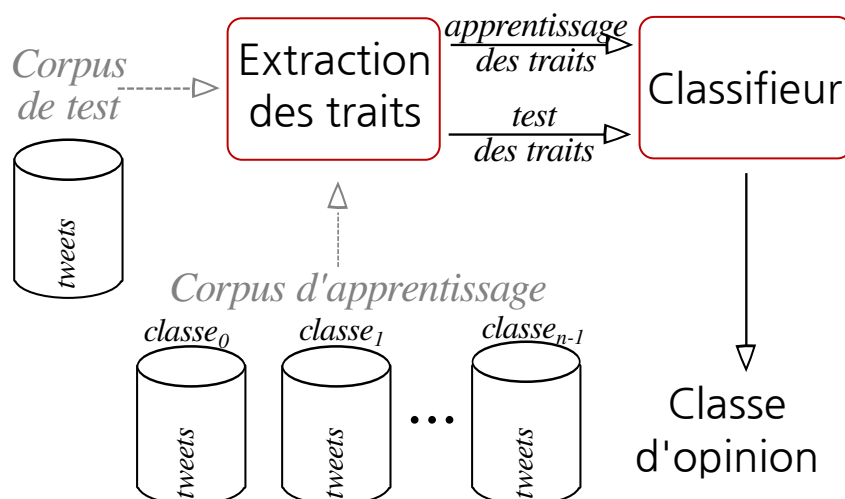 Corpus
de test
tweets
Extraction
des traits
apprentissage
des traits
test
des traits
Classifieur
Corpus d'apprentissage
classe0
classe1
classen-1
tweets
tweets
...
tweets
Classe
d'opinion